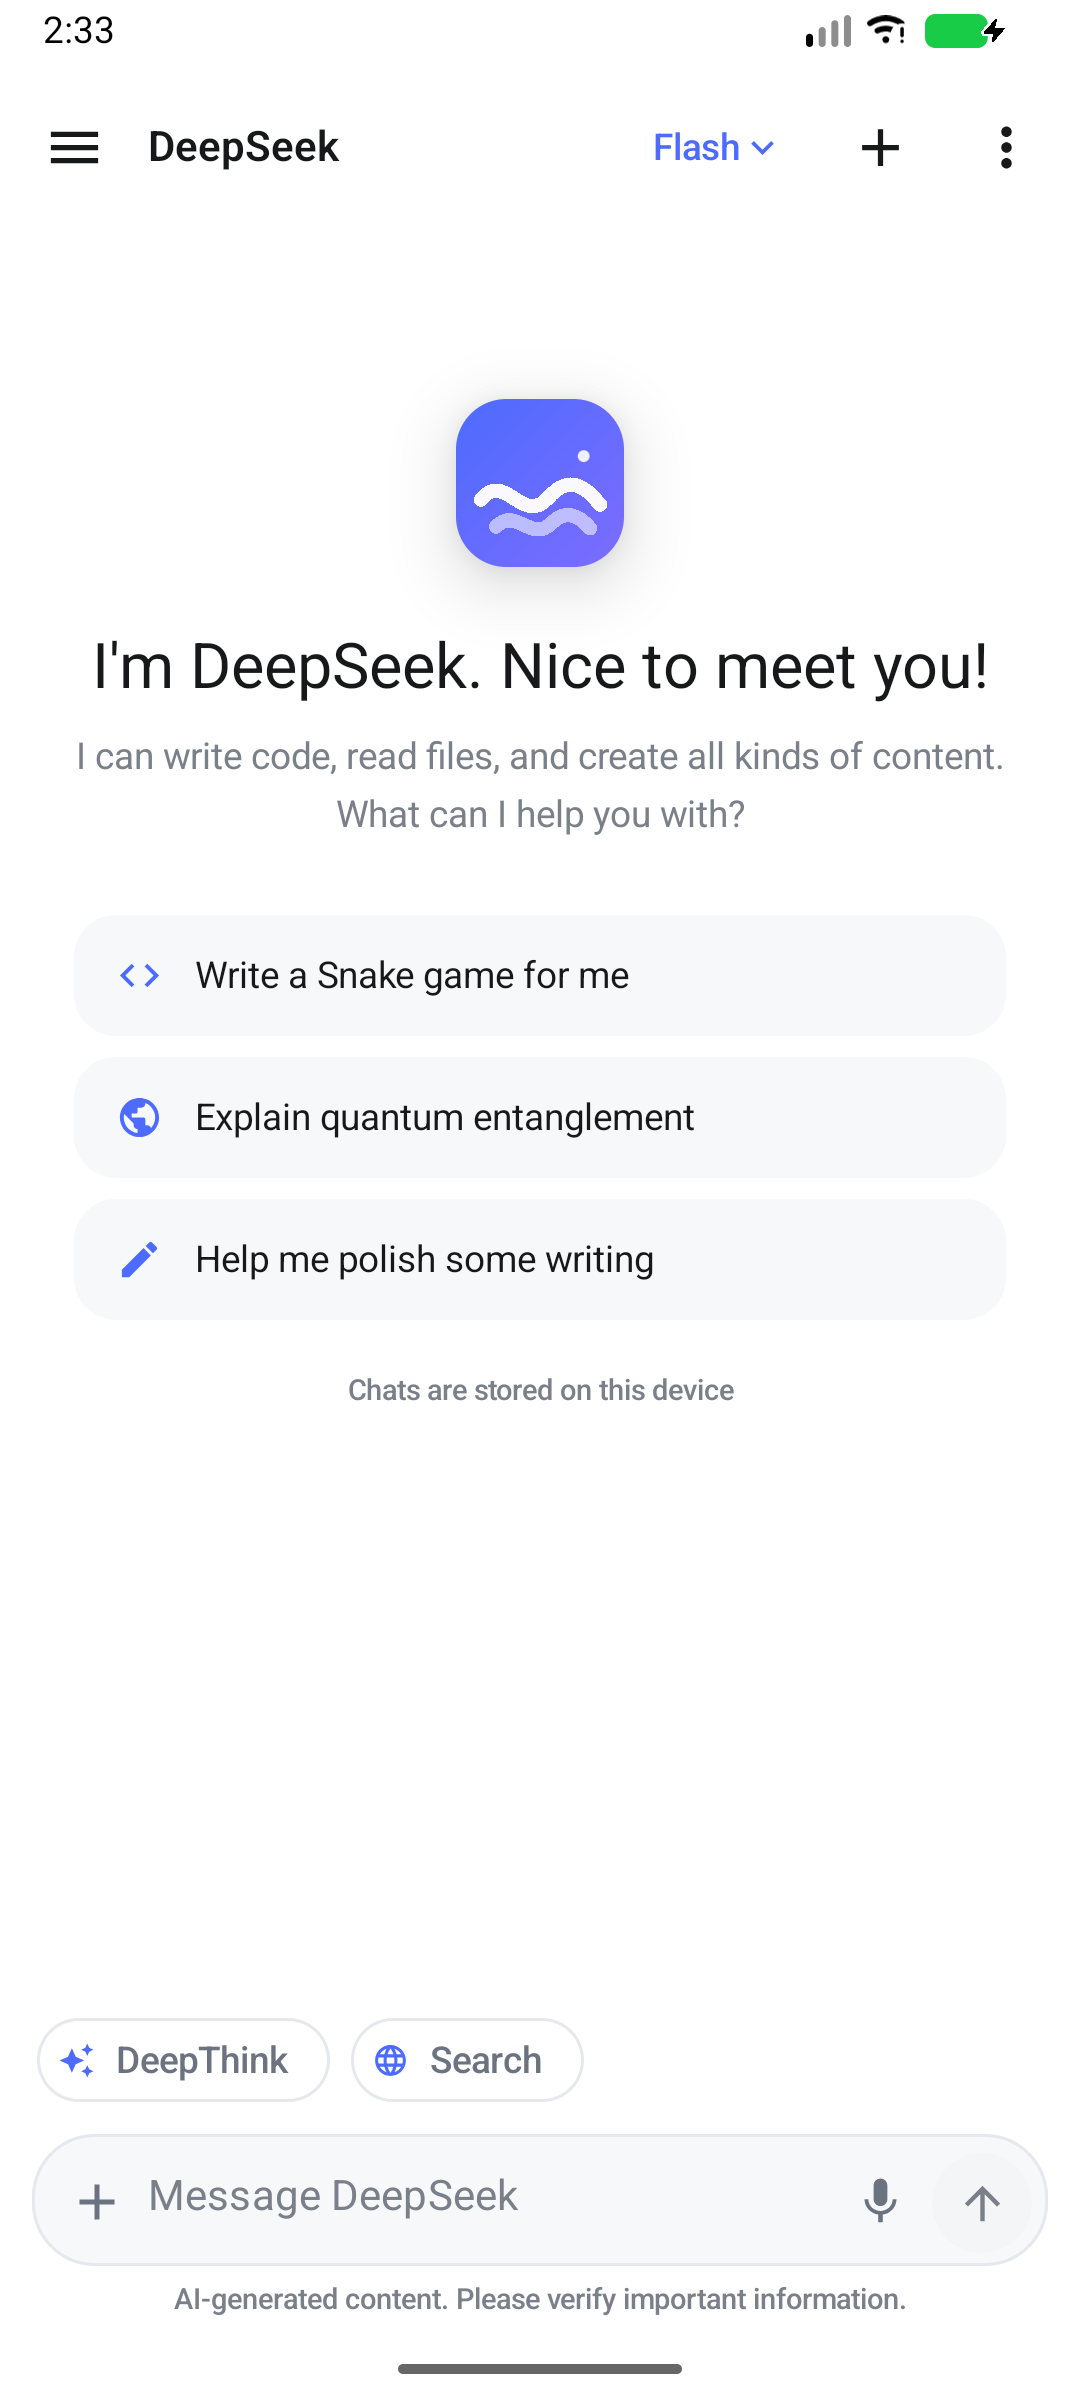 2:33
DeepSeek
Flash
I'm DeepSeek. Nice to meet you!
I can write code, read files, and create all kinds of content.
What can I help you with?
Write a Snake game for me
Explain quantum entanglement
Help me polish some writing
Chats are stored on this device
DeepThink
Search
Message DeepSeek
AI-generated content. Please verify important information.